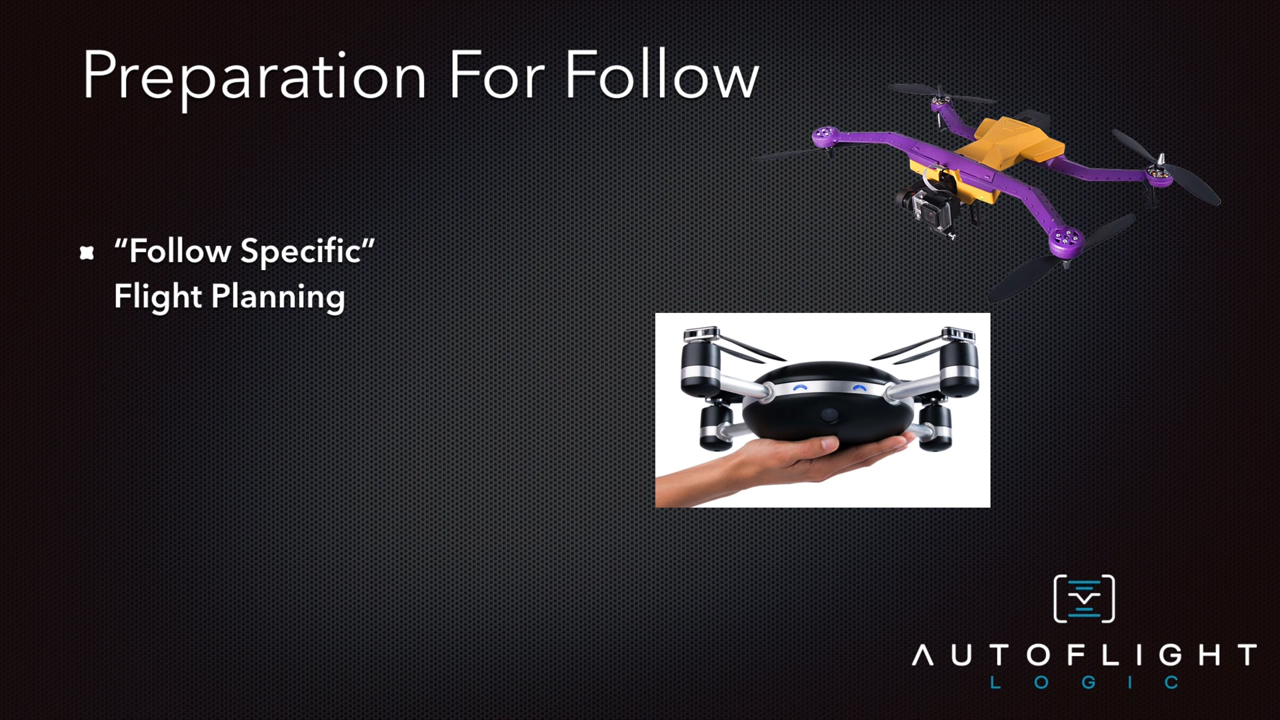 Preparation For Follow
“Follow Specific”
Flight Planning
AUTOFLIGHT
LOGIC